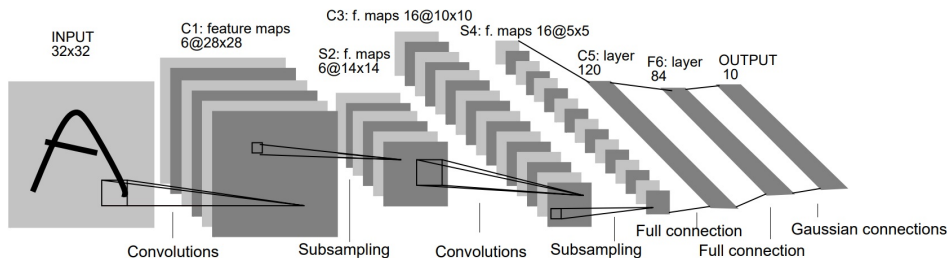 INPUT
32x32
C1: feature maps
6@28x28
S2: f. maps
6@14x14
C3: f. maps 16@10x10
S4: f. maps 16@5x5
C5: layer
120
F6: layer
84
OUTPUT
10
Convolutions
Subsampling
Convolutions
Subsampling
Full connection
Full connection
Gaussian connections